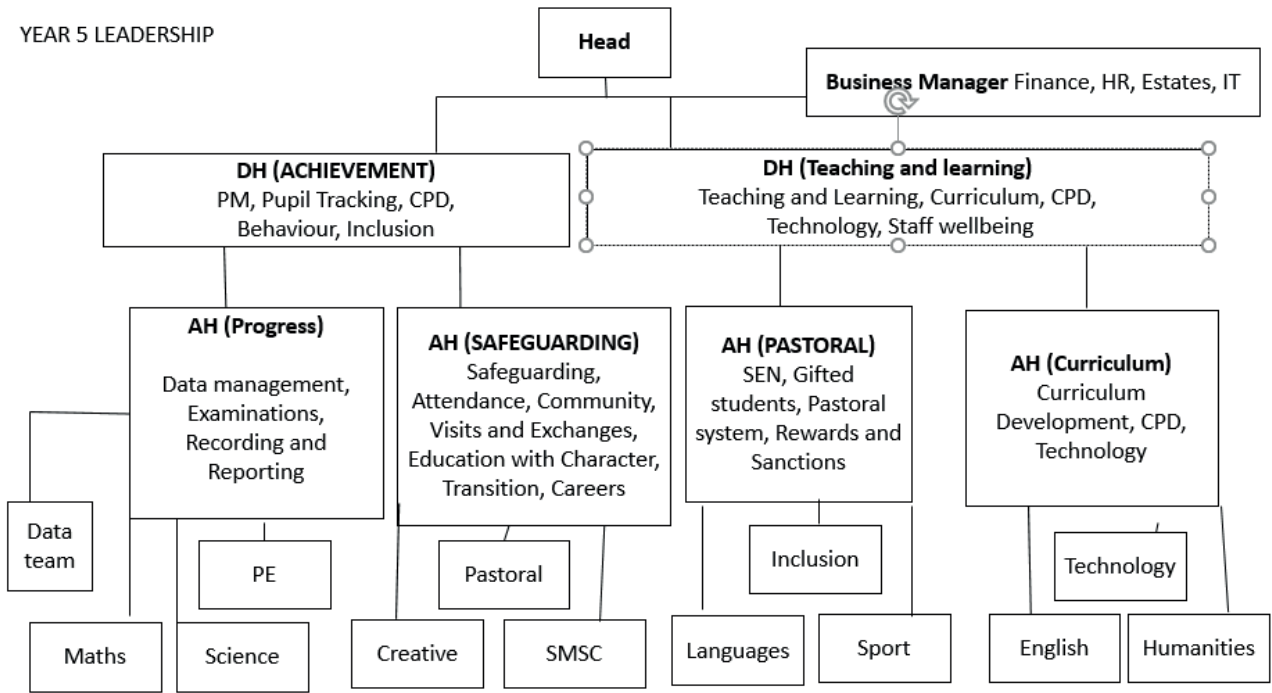 YEAR 5 LEADERSHIP
Head
Business Manager Finance, HR, Estates, IT
DH (ACHIEVEMENT)
PM, Pupil Tracking, CPD,
Behaviour, Inclusion
DH (Teaching and learning)
Teaching and Learning, Curriculum, CPD,
Technology, Staff wellbeing
AH (Progress)
Data management,
Examinations,
Recording and
Reporting
AH (SAFEGUARDING)
Safeguarding,
Attendance, Community,
Visits and Exchanges,
Education with Character,
Transition, Careers
AH (PASTORAL)
SEN, Gifted
students, Pastoral
system, Rewards and
Sanctions
AH (Curriculum)
Curriculum
Development, CPD,
Technology
Data
team
PE
Pastoral
Inclusion
Technology
Maths
Science
Creative
SMSC
Languages
Sport
English
Humanities